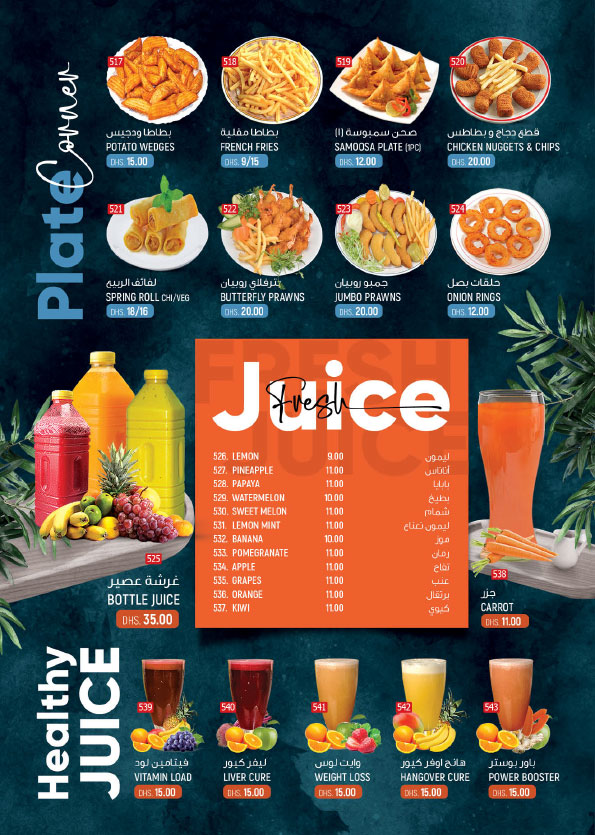 Plate Corner
517
518
519
520
بطاطا ودجيس
بطاطا مقلية
صحن سمبوسة (١)
قطع دجاج و بطاطس
POTATO WEDGES
FRENCH FRIES
SAMOOSA PLATE (1PC)
CHICKEN NUGGETS & CHIPS
DHS. 15.00
DHS. 9/15
DHS. 12.00
DHS. 20.00
521
522
523
524
لفائف الربيع
بترفلاي روبيان
جمبو روبيان
حلقات بصل
SPRING ROLL CHI/VEG
BUTTERFLY PRAWNS
JUMBO PRAWNS
ONION RINGS
DHS. 18/16
DHS. 20.00
DHS. 20.00
DHS. 12.00
FRESH JUICE
Fresh Juice
526. LEMON 9.00 ليمون
527. PINEAPPLE 11.00 أناناس
528. PAPAYA 11.00 بابايا
529. WATERMELON 10.00 بطيخ
530. SWEET MELON 11.00 شمام
531. LEMON MINT 11.00 ليمون نعناع
532. BANANA 10.00 موز
533. POMEGRANATE 11.00 رمان
534. APPLE 11.00 تفاح
535. GRAPES 11.00 عنب
536. ORANGE 11.00 برتقال
537. KIWI 11.00 كيوي
525
غرشة عصير
BOTTLE JUICE
DHS. 35.00
538
جزر
CARROT
DHS. 11.00
Healthy
JUICE
539
540
541
542
543
فيتامين لود
ليفر كيور
وايت لوس
هانج اوفر كيور
باور بوستر
VITAMIN LOAD
LIVER CURE
WEIGHT LOSS
HANGOVER CURE
POWER BOOSTER
DHS. 15.00
DHS. 15.00
DHS. 15.00
DHS. 15.00
DHS. 15.00